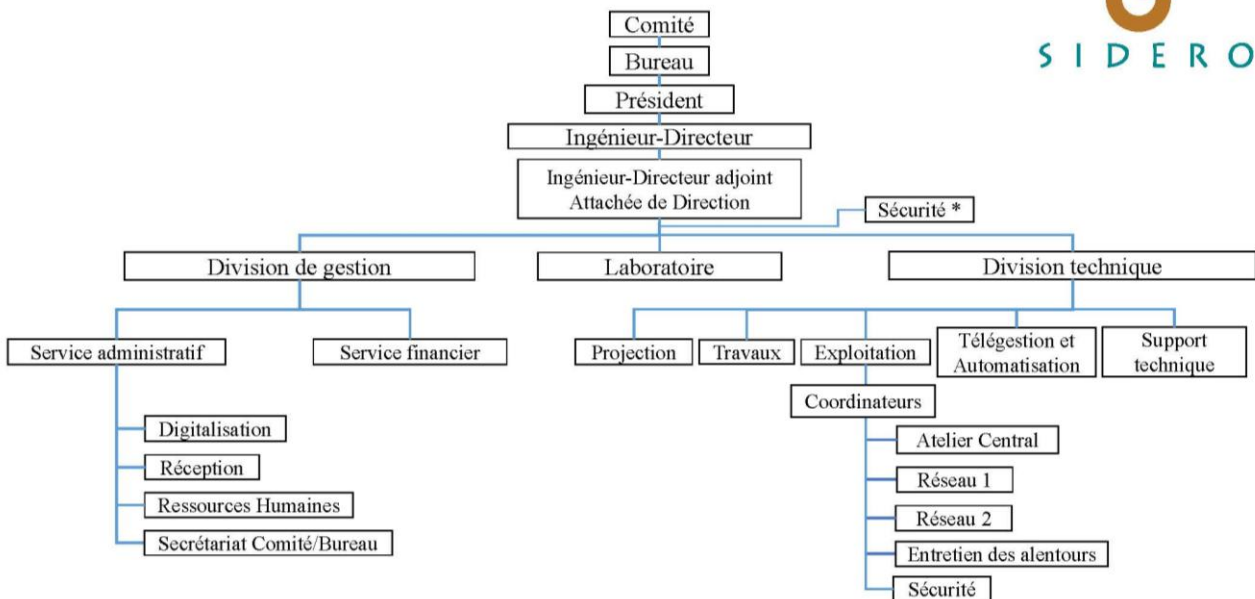 SIDERO
Comité
Bureau
Président
Ingénieur-Directeur
Ingénieur-Directeur adjoint
Attachée de Direction
Sécurité *
Division de gestion
Laboratoire
Division technique
Service administratif
Service financier
Projection
Travaux
Exploitation
Télégestion et
Automatisation
Support
technique
Coordinateurs
Digitalisation
Réception
Ressources Humaines
Secrétariat Comité/Bureau
Atelier Central
Réseau 1
Réseau 2
Entretien des alentours
Sécurité